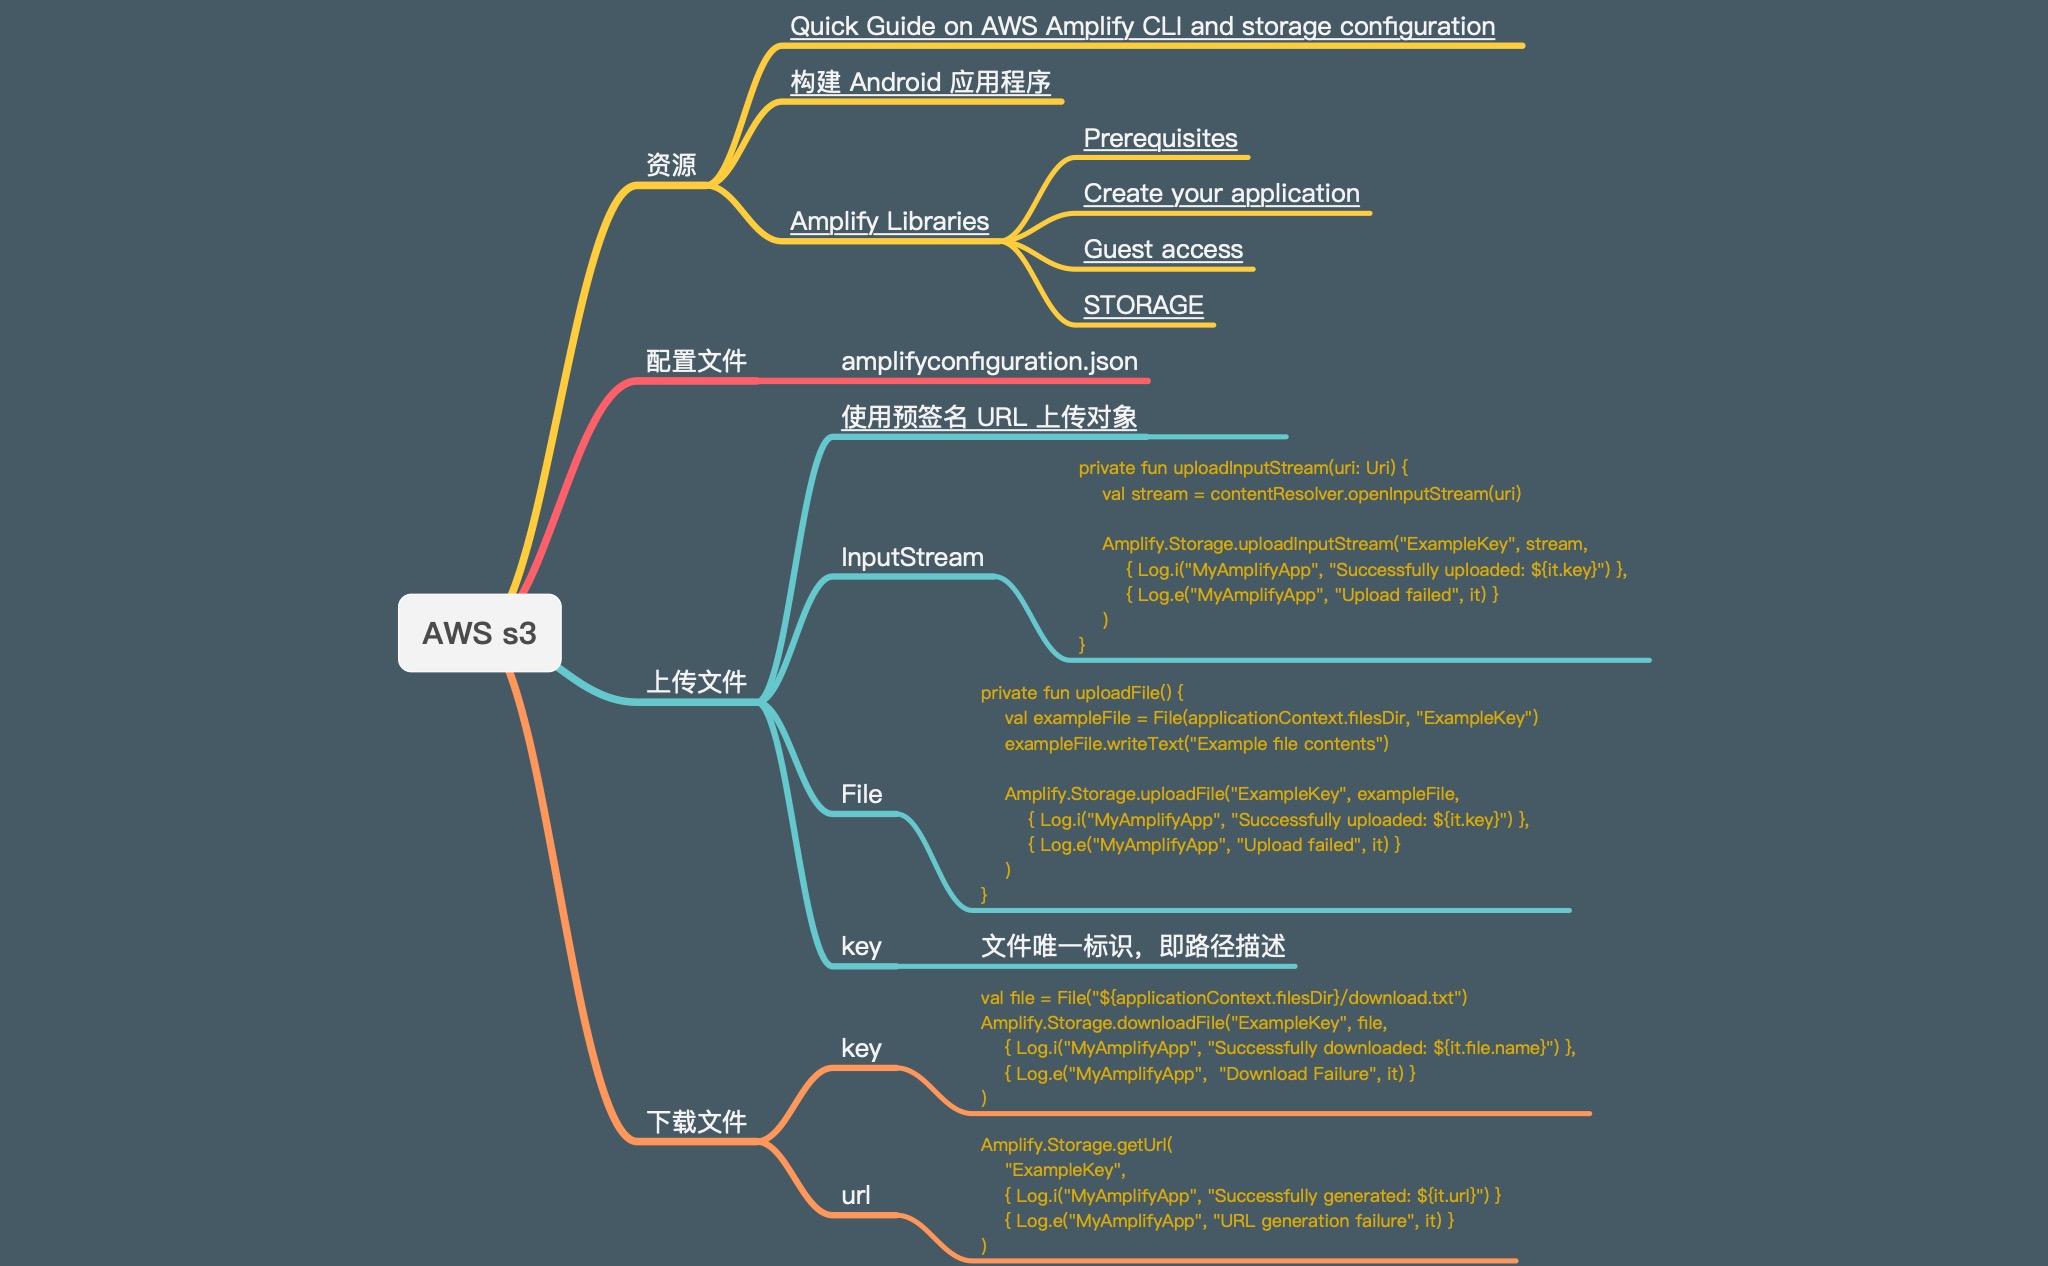 Quick Guide on AWS Amplify CLI and storage configuration
构建 Android 应用程序
资源
Amplify Libraries
Prerequisites
Create your application
Guest access
STORAGE
配置文件
amplifyconfiguration.json
AWS s3
上传文件
使用预签名 URL 上传对象
InputStream
private fun uploadInputStream(uri: Uri) {
val stream = contentResolver.openInputStream(uri)
Amplify.Storage.uploadInputStream("ExampleKey", stream,
{ Log.i("MyAmplifyApp", "Successfully uploaded: ${it.key}") },
{ Log.e("MyAmplifyApp", "Upload failed", it) }
)
}
File
private fun uploadFile() {
val exampleFile = File(applicationContext.filesDir, "ExampleKey")
exampleFile.writeText("Example file contents")
Amplify.Storage.uploadFile("ExampleKey", exampleFile,
{ Log.i("MyAmplifyApp", "Successfully uploaded: ${it.key}") },
{ Log.e("MyAmplifyApp", "Upload failed", it) }
)
}
key
文件唯一标识，即路径描述
下载文件
key
val file = File("${applicationContext.filesDir}/download.txt")
Amplify.Storage.downloadFile("ExampleKey", file,
{ Log.i("MyAmplifyApp", "Successfully downloaded: ${it.file.name}") },
{ Log.e("MyAmplifyApp",  "Download Failure", it) }
)
url
Amplify.Storage.getUrl(
"ExampleKey",
{ Log.i("MyAmplifyApp", "Successfully generated: ${it.url}") }
{ Log.e("MyAmplifyApp", "URL generation failure", it) }
)